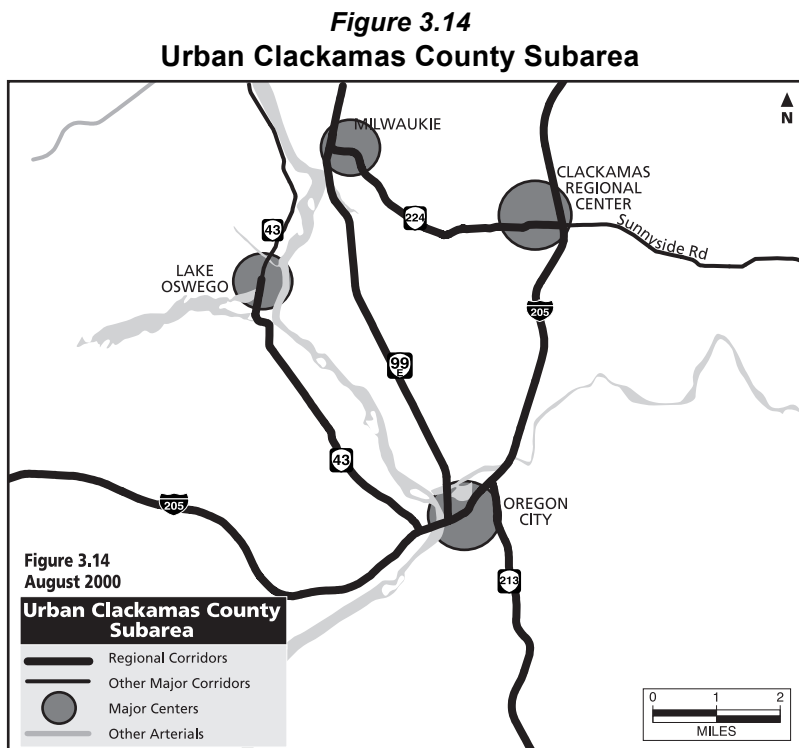 Figure 3.14
Urban Clackamas County Subarea
N
MILWAUKIE
CLACKAMAS
REGIONAL
CENTER
224
Sunnyside Rd
43
LAKE
OSWEGO
205
99
E
43
205
OREGON
CITY
213
Figure 3.14
August 2000
Urban Clackamas County
Subarea
Regional Corridors
Other Major Corridors
Major Centers
Other Arterials
0 1 2
MILES